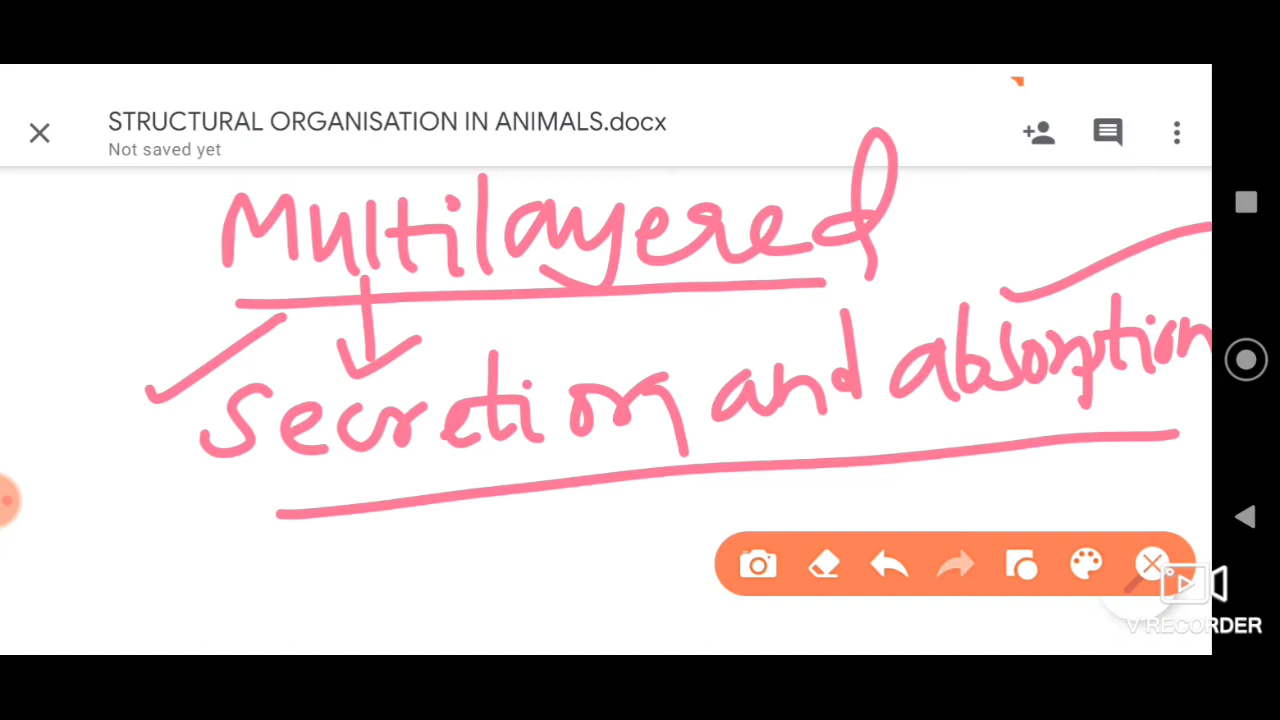 STRUCTURAL ORGANISATION IN ANIMALS.docx
Not saved yet
Multilayered
secretion and absorption
V RECORDER